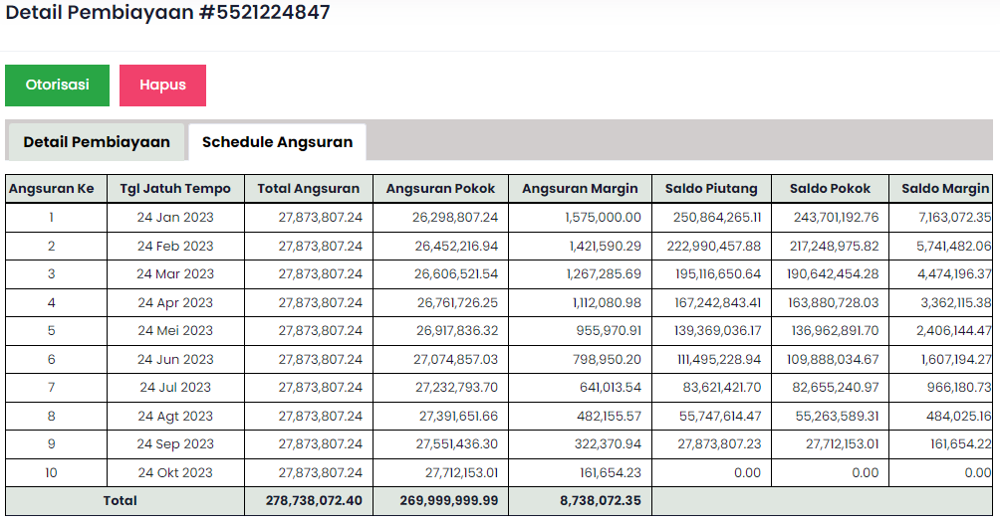 Detail Pembiayaan #5521224847
Otorisasi Hapus
Detail Pembiayaan Schedule Angsuran
Angsuran Ke Tgl Jatuh Tempo Total Angsuran Angsuran Pokok Angsuran Margin Saldo Piutang Saldo Pokok Saldo Margin
1 24 Jan 2023 27,873,807.24 26,298,807.24 1,575,000.00 250,864,265.11 243,701,192.76 7,163,072.35
2 24 Feb 2023 27,873,807.24 26,452,216.94 1,421,590.29 222,990,457.88 217,248,975.82 5,741,482.06
3 24 Mar 2023 27,873,807.24 26,606,521.54 1,267,285.69 195,116,650.64 190,642,454.28 4,474,196.37
4 24 Apr 2023 27,873,807.24 26,761,726.25 1,112,080.98 167,242,843.41 163,880,728.03 3,362,115.38
5 24 Mei 2023 27,873,807.24 26,917,836.32 955,970.91 139,369,036.17 136,962,891.70 2,406,144.47
6 24 Jun 2023 27,873,807.24 27,074,857.03 798,950.20 111,495,228.94 109,888,034.67 1,607,194.27
7 24 Jul 2023 27,873,807.24 27,232,793.70 641,013.54 83,621,421.70 82,655,240.97 966,180.73
8 24 Agt 2023 27,873,807.24 27,391,651.66 482,155.57 55,747,614.47 55,263,589.31 484,025.16
9 24 Sep 2023 27,873,807.24 27,551,436.30 322,370.94 27,873,807.23 27,712,153.01 161,654.22
10 24 Okt 2023 27,873,807.24 27,712,153.01 161,654.23 0.00 0.00 0.00
Total 278,738,072.40 269,999,999.99 8,738,072.35